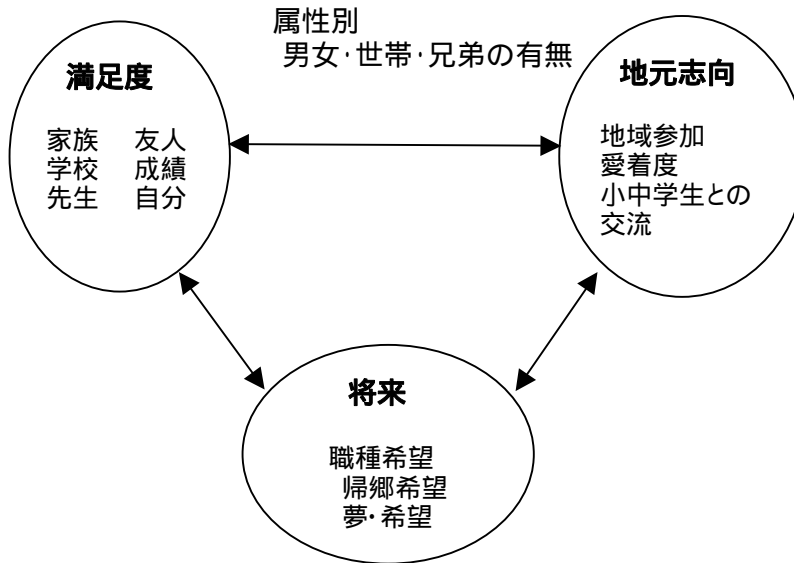 属性別
男女・世帯・兄弟の有無
満足度
家族 友人
学校 成績
先生 自分
地元志向
地域参加
愛着度
小中学生との
交流
将来
職種希望
帰郷希望
夢・希望